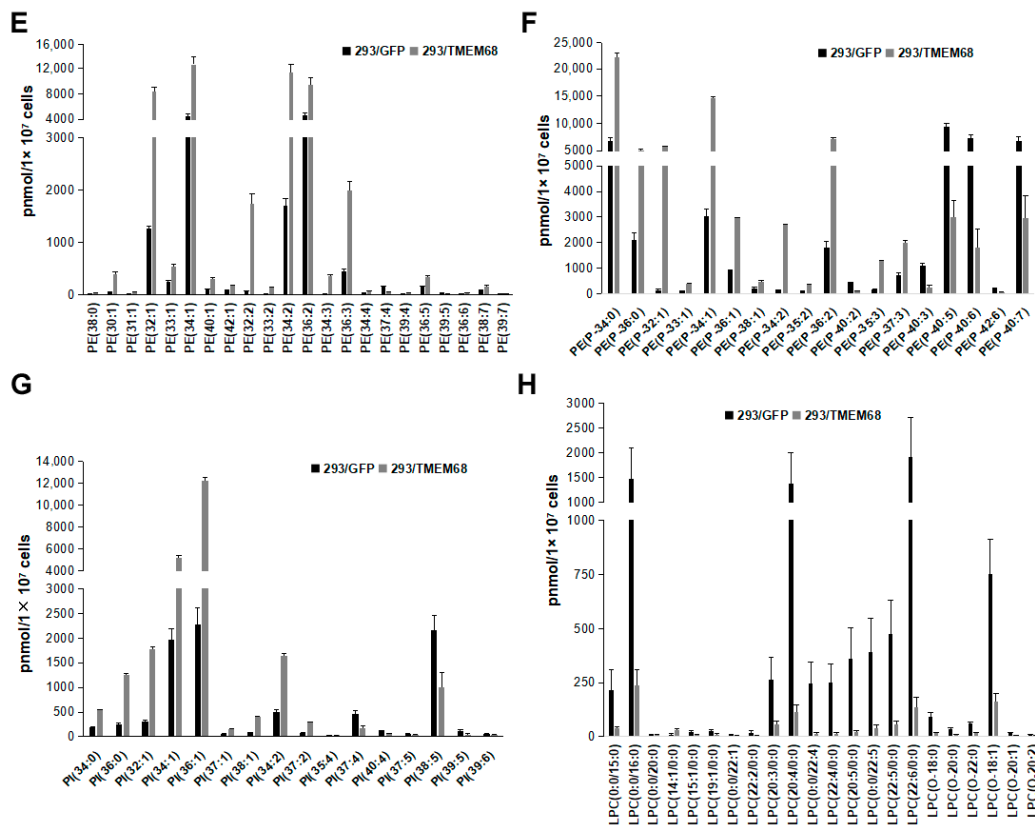 E
16,000
12,000
8000
4000
3000
2000
1000
0
pnmol/1× 10⁷ cells
293/GFP 293/TMEM68
PE(38:0)
PE(30:1)
PE(31:1)
PE(32:1)
PE(33:1)
PE(34:1)
PE(40:1)
PE(42:1)
PE(32:2)
PE(33:2)
PE(34:2)
PE(36:2)
PE(34:3)
PE(36:3)
PE(34:4)
PE(37:4)
PE(39:4)
PE(36:5)
PE(39:5)
PE(36:6)
PE(38:7)
PE(39:7)
F
25,000
20,000
15,000
10,000
5000
5000
4000
3000
2000
1000
0
pnmol/1× 10⁷ cells
293/GFP 293/TMEM68
PE(P-34:0)
PE(P-36:0)
PE(P-32:1)
PE(P-33:1)
PE(P-34:1)
PE(P-36:1)
PE(P-38:1)
PE(P-34:2)
PE(P-35:2)
PE(P-36:2)
PE(P-40:2)
PE(P-35:3)
PE(P-37:3)
PE(P-40:3)
PE(P-40:5)
PE(P-40:6)
PE(P-42:6)
PE(P-40:7)
G
14,000
12,000
10,000
8000
6000
4000
3000
2500
2000
1500
1000
500
0
pnmol/1 × 10⁷ cells
293/GFP 293/TMEM68
PI(34:0)
PI(36:0)
PI(32:1)
PI(34:1)
PI(36:1)
PI(37:1)
PI(38:1)
PI(34:2)
PI(37:2)
PI(35:4)
PI(37:4)
PI(40:4)
PI(37:5)
PI(38:5)
PI(39:5)
PI(39:6)
H
3000
2500
2000
1500
1000
1000
750
500
250
0
pnmol/1× 10⁷ cells
293/GFP 293/TMEM68
LPC(0:0/15:0)
LPC(0:0/16:0)
LPC(0:0/20:0)
LPC(14:1/0:0)
LPC(15:1/0:0)
LPC(19:1/0:0)
LPC(0:0/22:1)
LPC(22:2/0:0)
LPC(20:3/0:0)
LPC(20:4/0:0)
LPC(0:0/22:4)
LPC(22:4/0:0)
LPC(20:5/0:0)
LPC(0:0/22:5)
LPC(22:5/0:0)
LPC(22:6/0:0)
LPC(O-18:0)
LPC(O-20:0)
LPC(O-22:0)
LPC(O-18:1)
LPC(O-20:1)
LPC(O-20:2)